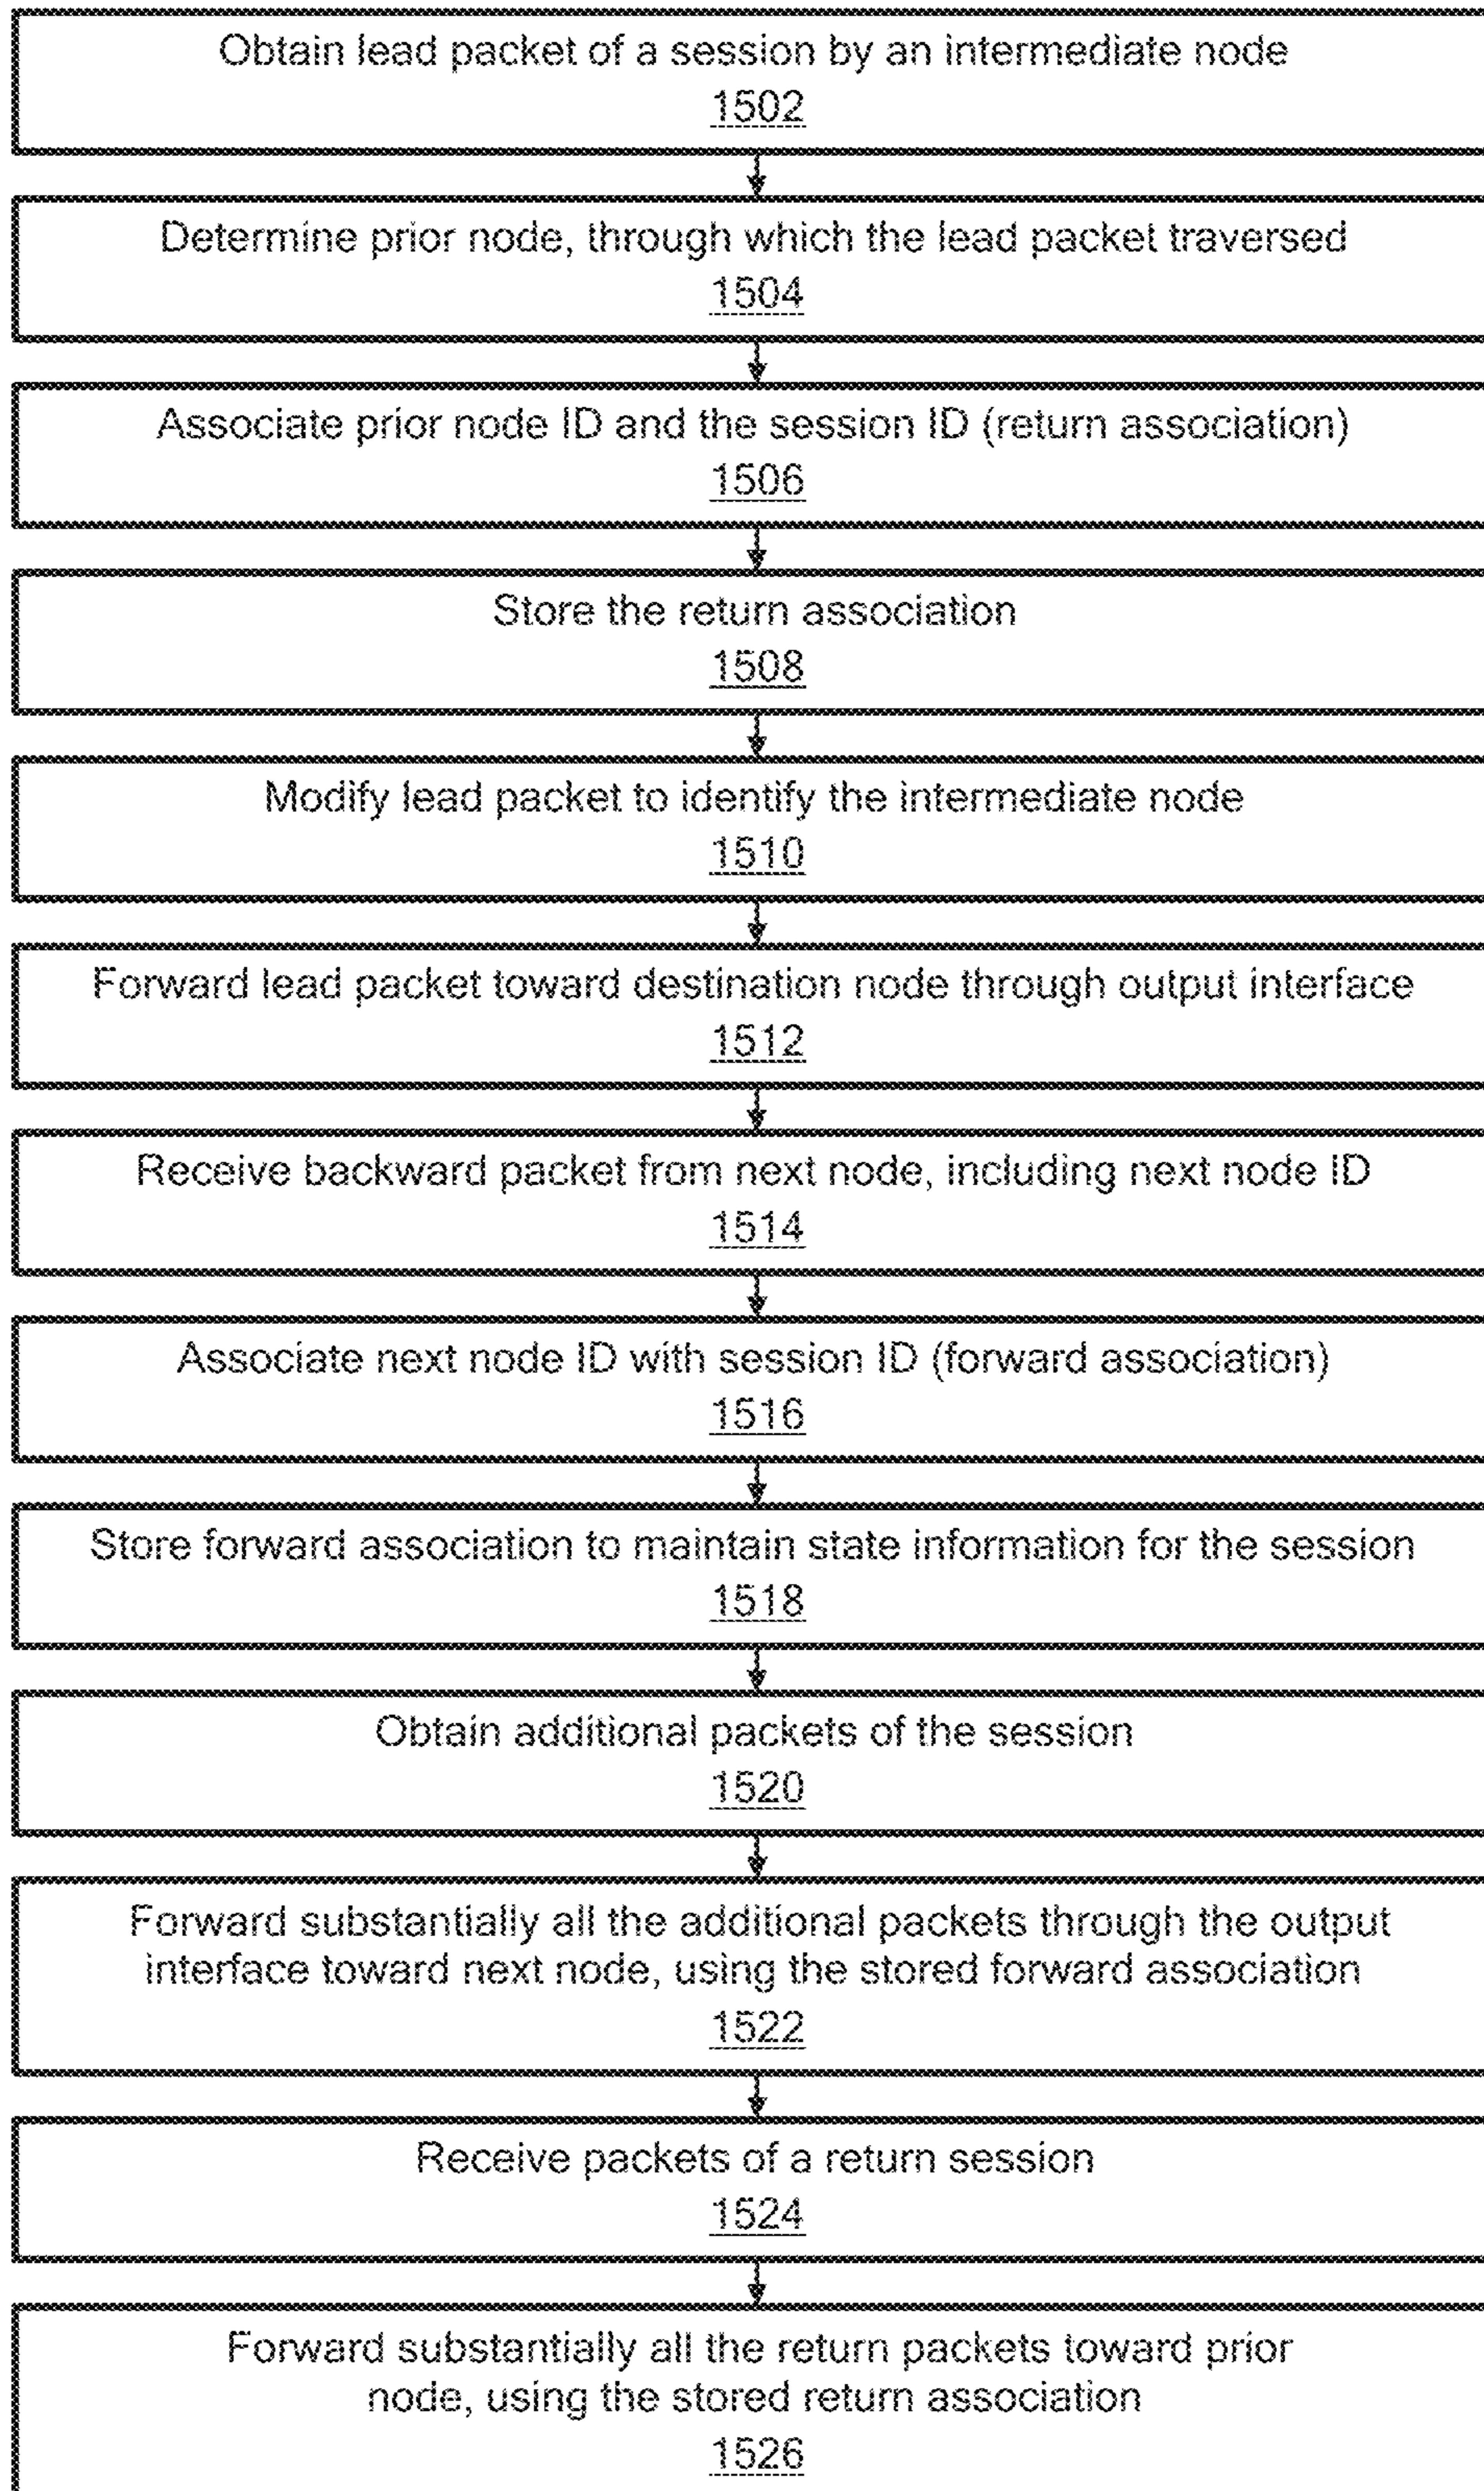 Obtain lead packet of a session by an intermediate node
1502
Determine prior node, through which the lead packet traversed
1504
Associate prior node ID and the session ID (return association)
1506
Store the return association
1508
Modify lead packet to identify the intermediate node
1510
Forward lead packet toward destination node through output interface
1512
Receive backward packet from next node, including next node ID
1514
Associate next node ID with session ID (forward association)
1516
Store forward association to maintain state information for the session
1518
Obtain additional packets of the session
1520
Forward substantially all the additional packets through the output
interface toward next node, using the stored forward association
1522
Receive packets of a return session
1524
Forward substantially all the return packets toward prior
node, using the stored return association
1526